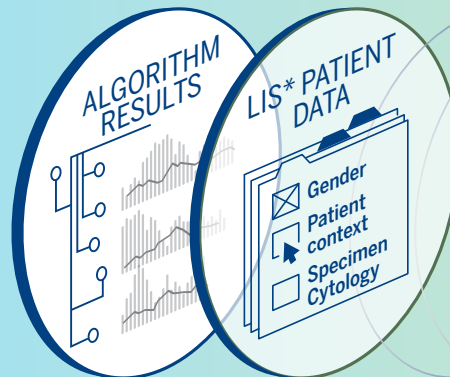 ALGORITHM
RESULTS
LIS* PATIENT
DATA
Gender
Patient
context
Specimen
Cytology